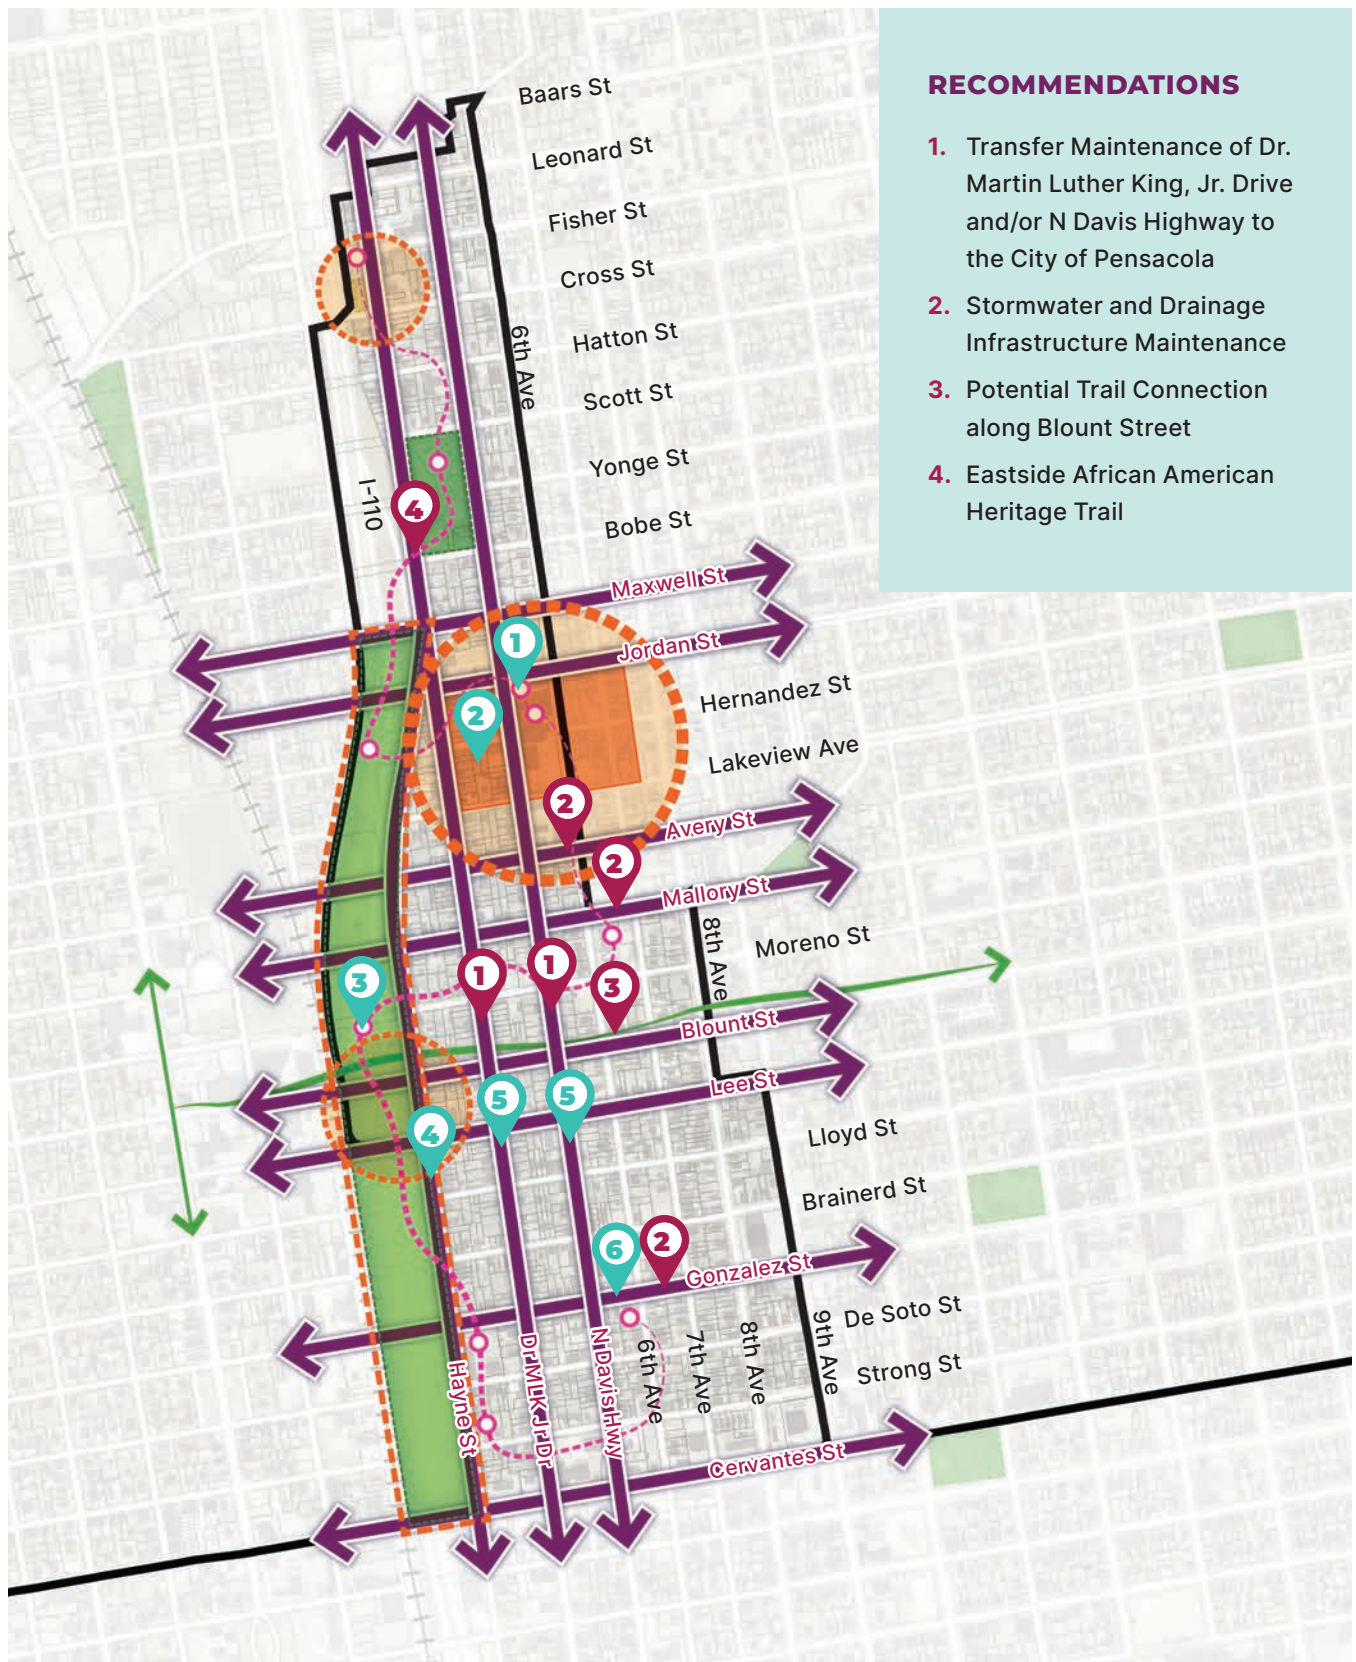 RECOMMENDATIONS
1. Transfer Maintenance of Dr.
Martin Luther King, Jr. Drive
and/or N Davis Highway to
the City of Pensacola
2. Stormwater and Drainage
Infrastructure Maintenance
3. Potential Trail Connection
along Blount Street
4. Eastside African American
Heritage Trail
Baars St
Leonard St
Fisher St
Cross St
Hatton St
6th Ave
Scott St
Yonge St
I-110
4
Bobe St
Maxwell St
1
Jordan St
Hernandez St
2
Lakeview Ave
2
Avery St
2
Mallory St
8th Ave
Moreno St
3
1
1
3
Blount St
Lee St
5
5
4
Lloyd St
Brainerd St
6
2
Gonzalez St
De Soto St
Hayne St
Dr MLK Jr Dr
N Davis Hwy
6th Ave
7th Ave
8th Ave
9th Ave
Strong St
Cervantes St